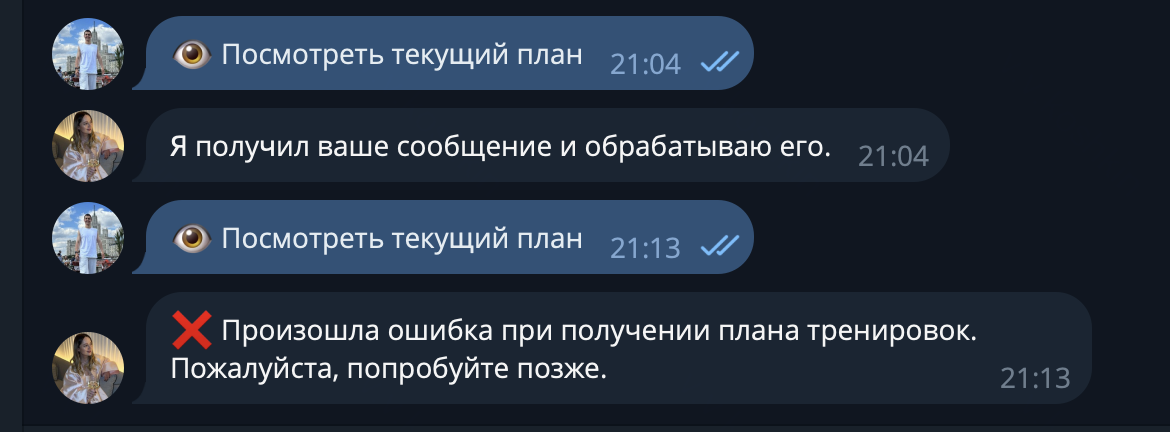 👁 Посмотреть текущий план 21:04
Я получил ваше сообщение и обрабатываю его. 21:04
👁 Посмотреть текущий план 21:13
❌ Произошла ошибка при получении плана тренировок.
Пожалуйста, попробуйте позже. 21:13